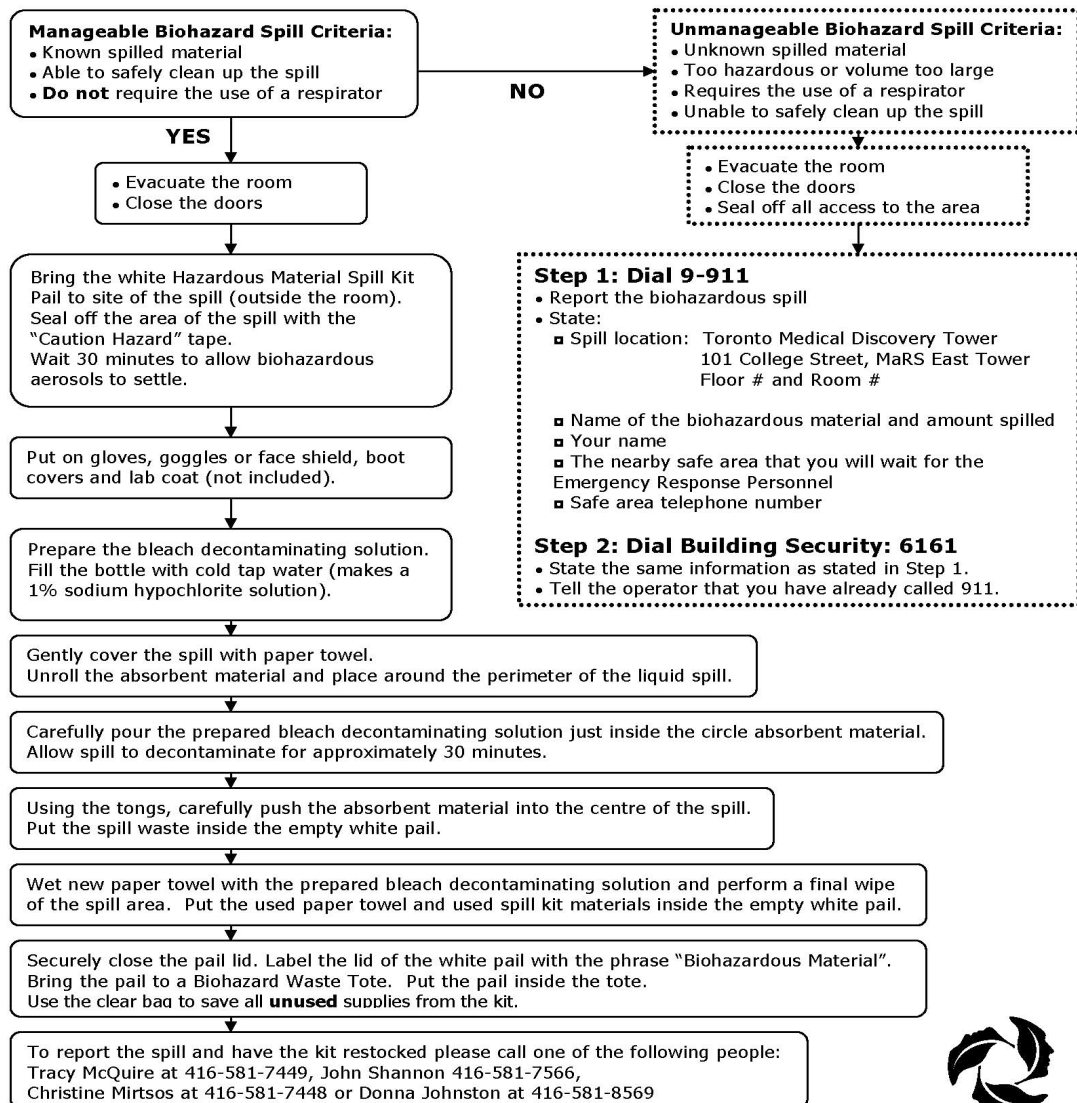 Manageable Biohazard Spill Criteria:
• Known spilled material
• Able to safely clean up the spill
• Do not require the use of a respirator
NO
Unmanageable Biohazard Spill Criteria:
• Unknown spilled material
• Too hazardous or volume too large
• Requires the use of a respirator
• Unable to safely clean up the spill
YES
• Evacuate the room
• Close the doors
• Evacuate the room
• Close the doors
• Seal off all access to the area
Bring the white Hazardous Material Spill Kit
Pail to site of the spill (outside the room).
Seal off the area of the spill with the
“Caution Hazard” tape.
Wait 30 minutes to allow biohazardous
aerosols to settle.
Put on gloves, goggles or face shield, boot
covers and lab coat (not included).
Prepare the bleach decontaminating solution.
Fill the bottle with cold tap water (makes a
1% sodium hypochlorite solution).
Step 1: Dial 9-911
• Report the biohazardous spill
• State:
Spill location: Toronto Medical Discovery Tower
101 College Street, MaRS East Tower
Floor # and Room #
Name of the biohazardous material and amount spilled
Your name
The nearby safe area that you will wait for the
Emergency Response Personnel
Safe area telephone number
Step 2: Dial Building Security: 6161
• State the same information as stated in Step 1.
• Tell the operator that you have already called 911.
Gently cover the spill with paper towel.
Unroll the absorbent material and place around the perimeter of the liquid spill.
Carefully pour the prepared bleach decontaminating solution just inside the circle absorbent material.
Allow spill to decontaminate for approximately 30 minutes.
Using the tongs, carefully push the absorbent material into the centre of the spill.
Put the spill waste inside the empty white pail.
Wet new paper towel with the prepared bleach decontaminating solution and perform a final wipe
of the spill area. Put the used paper towel and used spill kit materials inside the empty white pail.
Securely close the pail lid. Label the lid of the white pail with the phrase “Biohazardous Material”.
Bring the pail to a Biohazard Waste Tote. Put the pail inside the tote.
Use the clear bag to save all unused supplies from the kit.
To report the spill and have the kit restocked please call one of the following people:
Tracy McQuire at 416-581-7449, John Shannon 416-581-7566,
Christine Mirtsos at 416-581-7448 or Donna Johnston at 416-581-8569